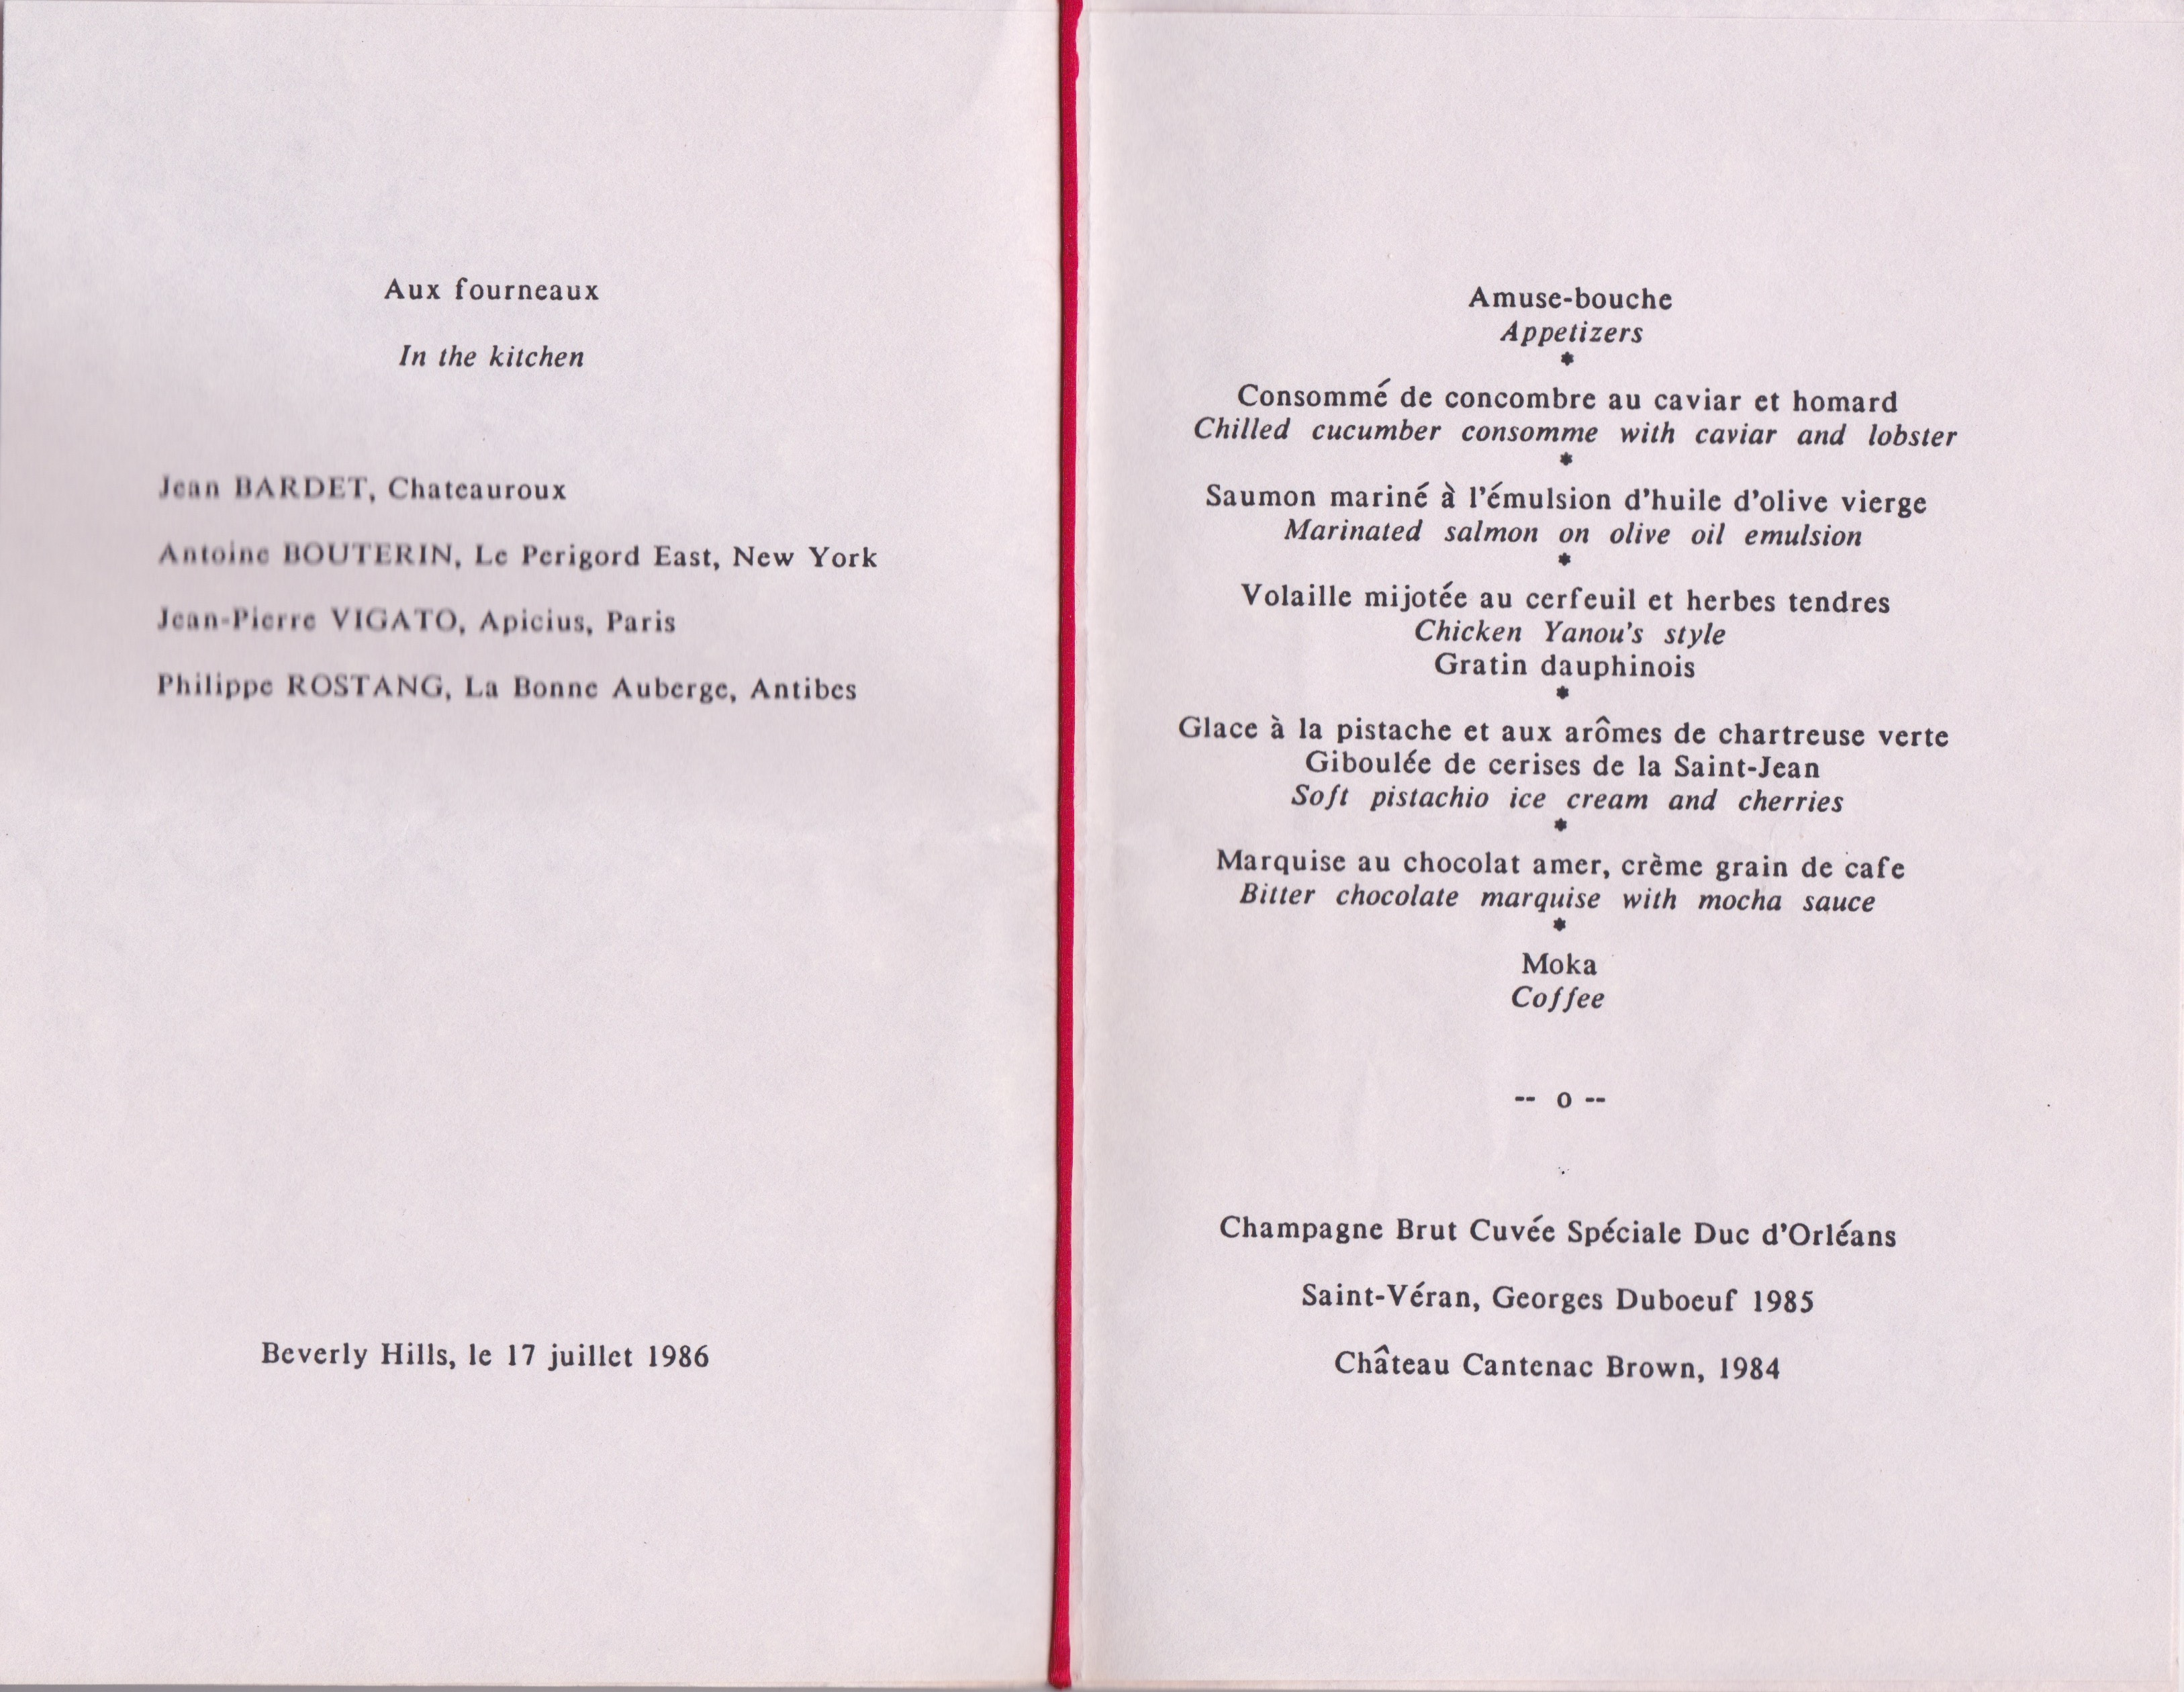 Aux fourneaux
In the kitchen
Jean BARDET, Chateauroux
Antoine BOUTERIN, Le Perigord East, New York
Jean-Pierre VIGATO, Apicius, Paris
Philippe ROSTANG, La Bonne Auberge, Antibes
Beverly Hills, le 17 juillet 1986
Amuse-bouche
Appetizers
*
Consommé de concombre au caviar et homard
Chilled cucumber consomme with caviar and lobster
*
Saumon mariné à l'émulsion d'huile d'olive vierge
Marinated salmon on olive oil emulsion
*
Volaille mijotée au cerfeuil et herbes tendres
Chicken Yanou's style
Gratin dauphinois
*
Glace à la pistache et aux arômes de chartreuse verte
Giboulée de cerises de la Saint-Jean
Soft pistachio ice cream and cherries
*
Marquise au chocolat amer, crème grain de cafe
Bitter chocolate marquise with mocha sauce
*
Moka
Coffee
-- o --
Champagne Brut Cuvée Spéciale Duc d'Orléans
Saint-Véran, Georges Duboeuf 1985
Château Cantenac Brown, 1984